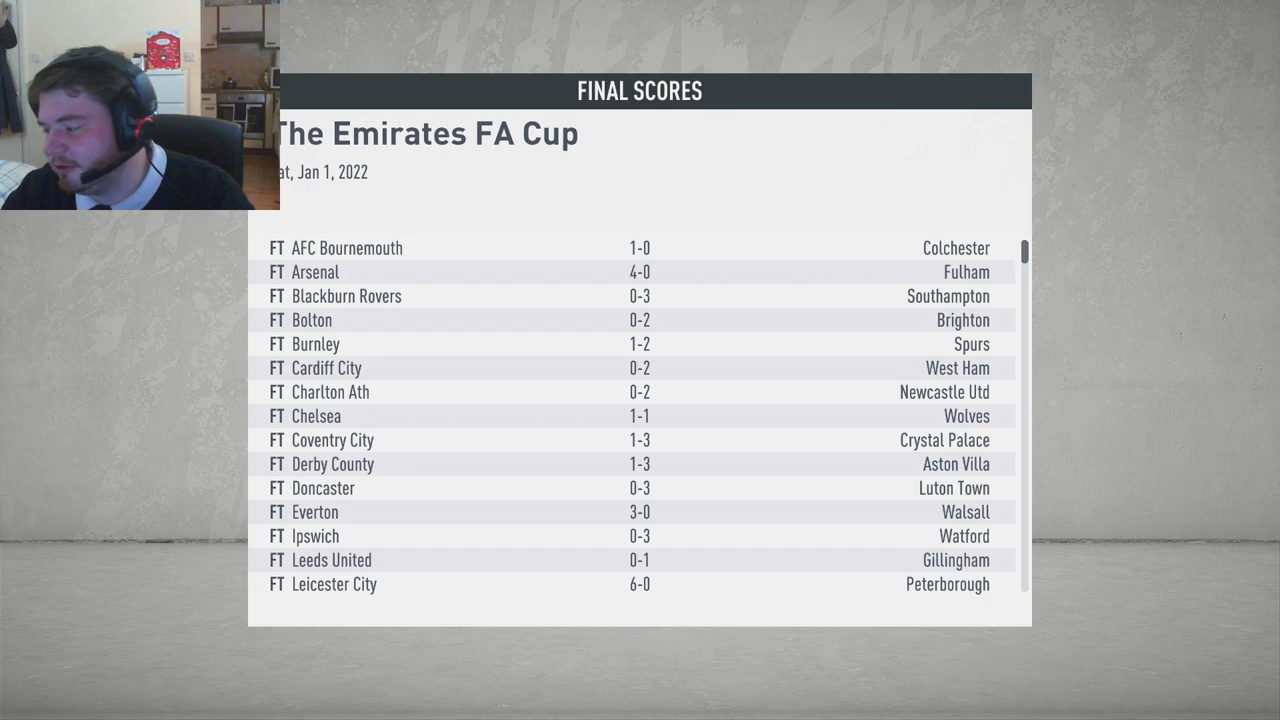 FINAL SCORES
The Emirates FA Cup
at, Jan 1, 2022
FT AFC Bournemouth 1-0 Colchester
FT Arsenal 4-0 Fulham
FT Blackburn Rovers 0-3 Southampton
FT Bolton 0-2 Brighton
FT Burnley 1-2 Spurs
FT Cardiff City 0-2 West Ham
FT Charlton Ath 0-2 Newcastle Utd
FT Chelsea 1-1 Wolves
FT Coventry City 1-3 Crystal Palace
FT Derby County 1-3 Aston Villa
FT Doncaster 0-3 Luton Town
FT Everton 3-0 Walsall
FT Ipswich 0-3 Watford
FT Leeds United 0-1 Gillingham
FT Leicester City 6-0 Peterborough